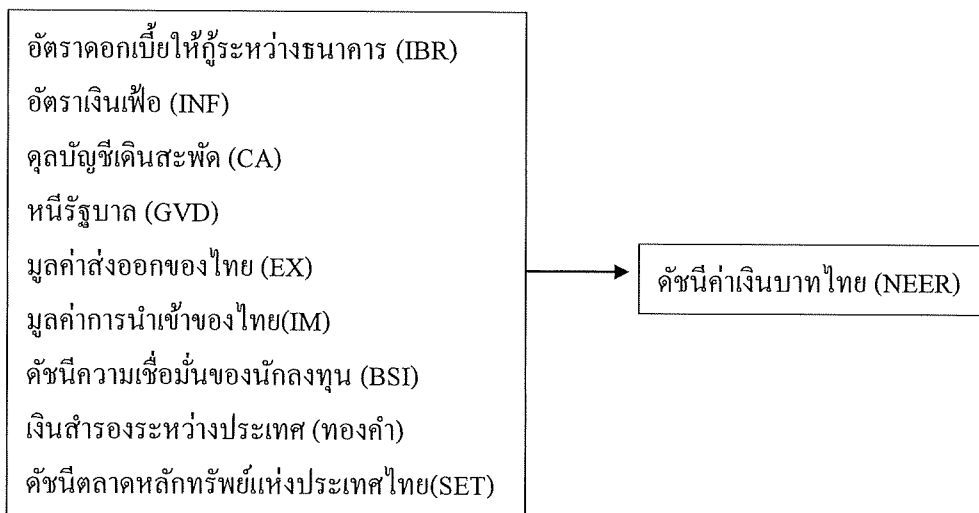 อัตราดอกเบี้ยให้กู้ระหว่างธนาคาร (IBR)
อัตราเงินเฟ้อ (INF)
ดุลบัญชีเดินสะพัด (CA)
หนี้รัฐบาล (GVD)
มูลค่าส่งออกของไทย (EX)
มูลค่าการนำเข้าของไทย(IM)
ดัชนีความเชื่อมั่นของนักลงทุน (BSI)
เงินสำรองระหว่างประเทศ (ทองคำ)
ดัชนีตลาดหลักทรัพย์แห่งประเทศไทย(SET)
ดัชนีค่าเงินบาทไทย (NEER)